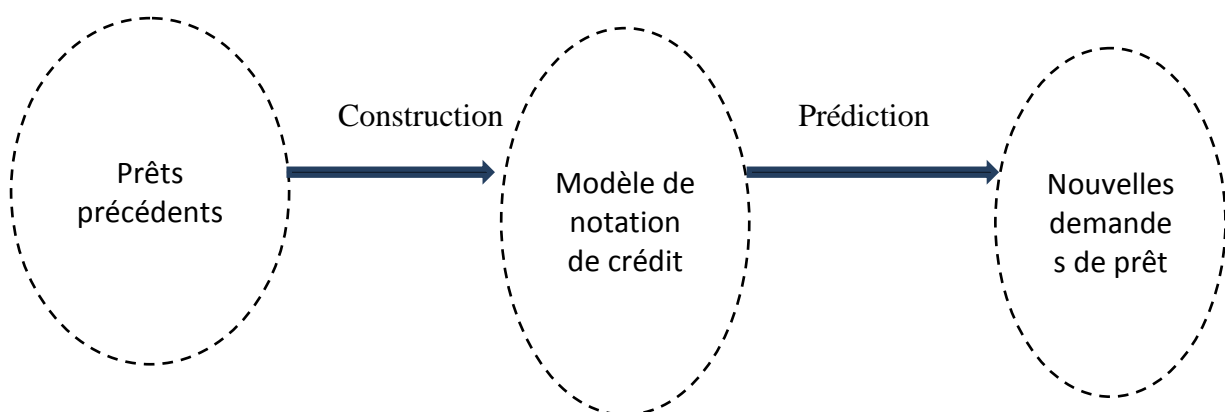 Prêts
précédents
Construction
Modèle de
notation
de crédit
Prédiction
Nouvelles
demande
s de prêt